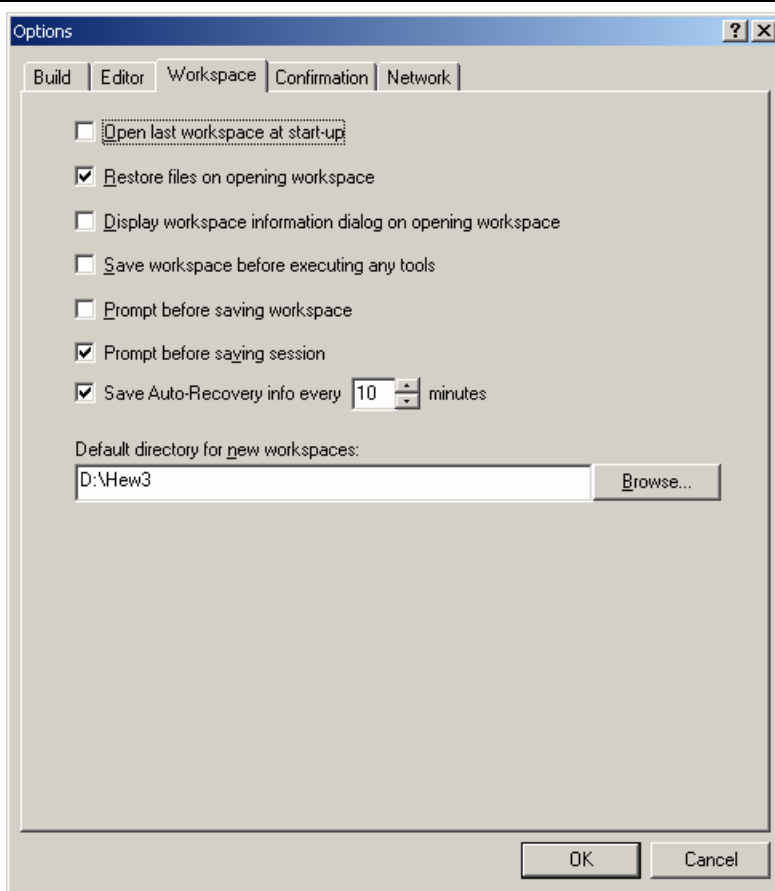 Options
Build Editor Workspace Confirmation Network
Open last workspace at start-up
Restore files on opening workspace
Display workspace information dialog on opening workspace
Save workspace before executing any tools
Prompt before saving workspace
Prompt before saving session
Save Auto-Recovery info every 10 minutes
Default directory for new workspaces:
D:\Hew3 Browse...
OK Cancel